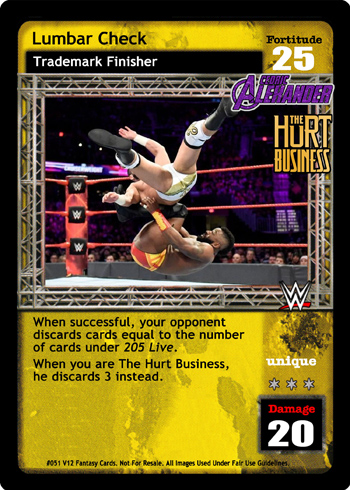 Lumbar Check
Fortitude
25
Trademark Finisher
CEDRIC
ALEXANDER
THE
HURT
BUSINESS
W
When successful, your opponent
discards cards equal to the number
of cards under 205 Live.
When you are The Hurt Business,
he discards 3 instead.
unique
Damage
20
#051 V12 Fantasy Cards. Not For Resale. All Images Used Under Fair Use Guidelines.